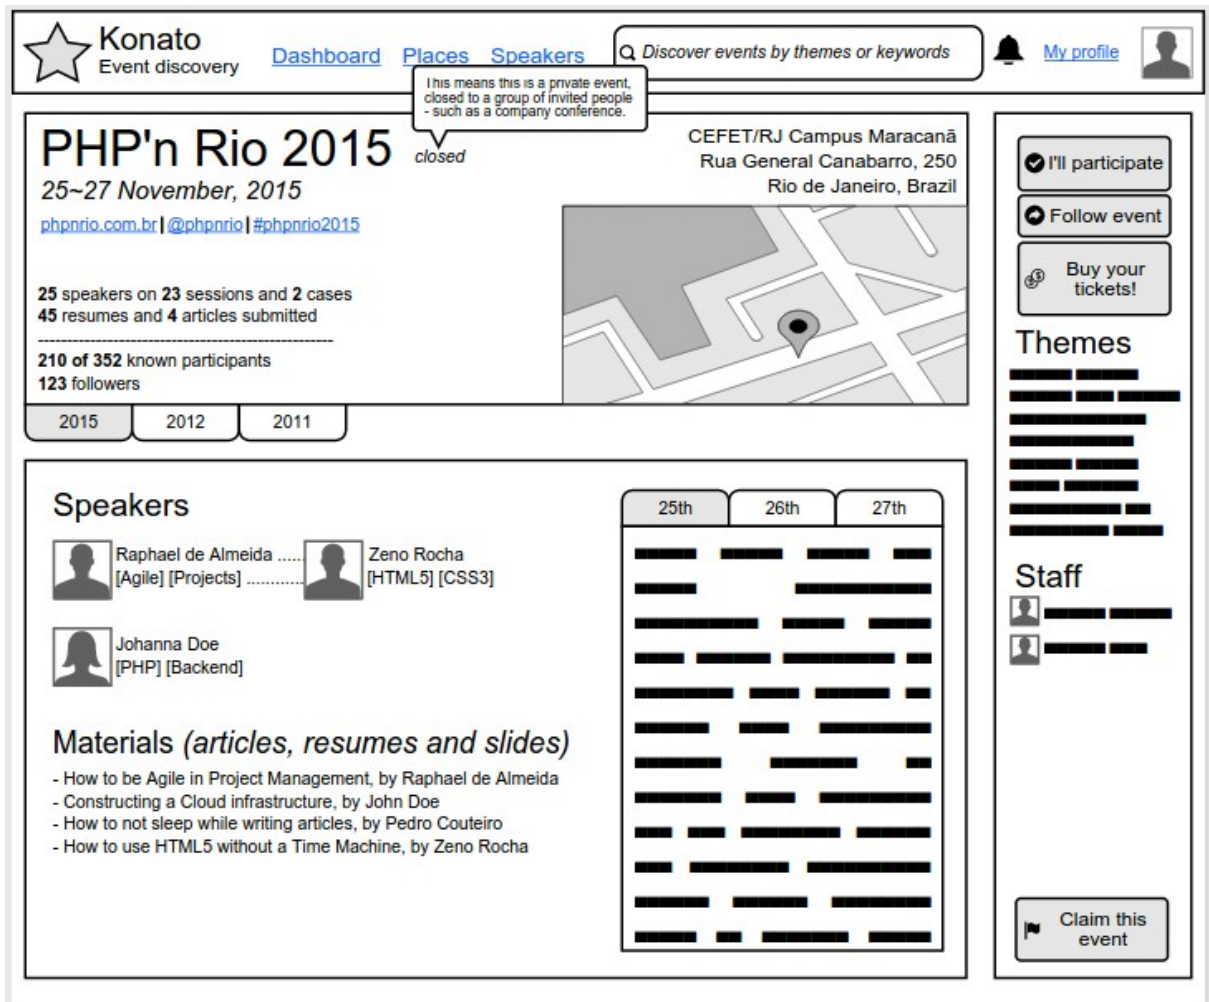 Konato
Event discovery
Dashboard Places Speakers
Discover events by themes or keywords
My profile
This means this is a private event,
closed to a group of invited people
- such as a company conference.
PHP'n Rio 2015 closed
25~27 November, 2015
phpnrio.com.br|@phpnrio|#phpnrio2015
25 speakers on 23 sessions and 2 cases
45 resumes and 4 articles submitted
--------------------------------------------------
210 of 352 known participants
123 followers
CEFET/RJ Campus Maracanã
Rua General Canabarro, 250
Rio de Janeiro, Brazil
2015 2012 2011
I'll participate
Follow event
Buy your
tickets!
Themes
Staff
Claim this
event
Speakers
Raphael de Almeida ......
[Agile] [Projects] ............
Zeno Rocha
[HTML5] [CSS3]
Johanna Doe
[PHP] [Backend]
Materials (articles, resumes and slides)
- How to be Agile in Project Management, by Raphael de Almeida
- Constructing a Cloud infrastructure, by John Doe
- How to not sleep while writing articles, by Pedro Couteiro
- How to use HTML5 without a Time Machine, by Zeno Rocha
25th 26th 27th